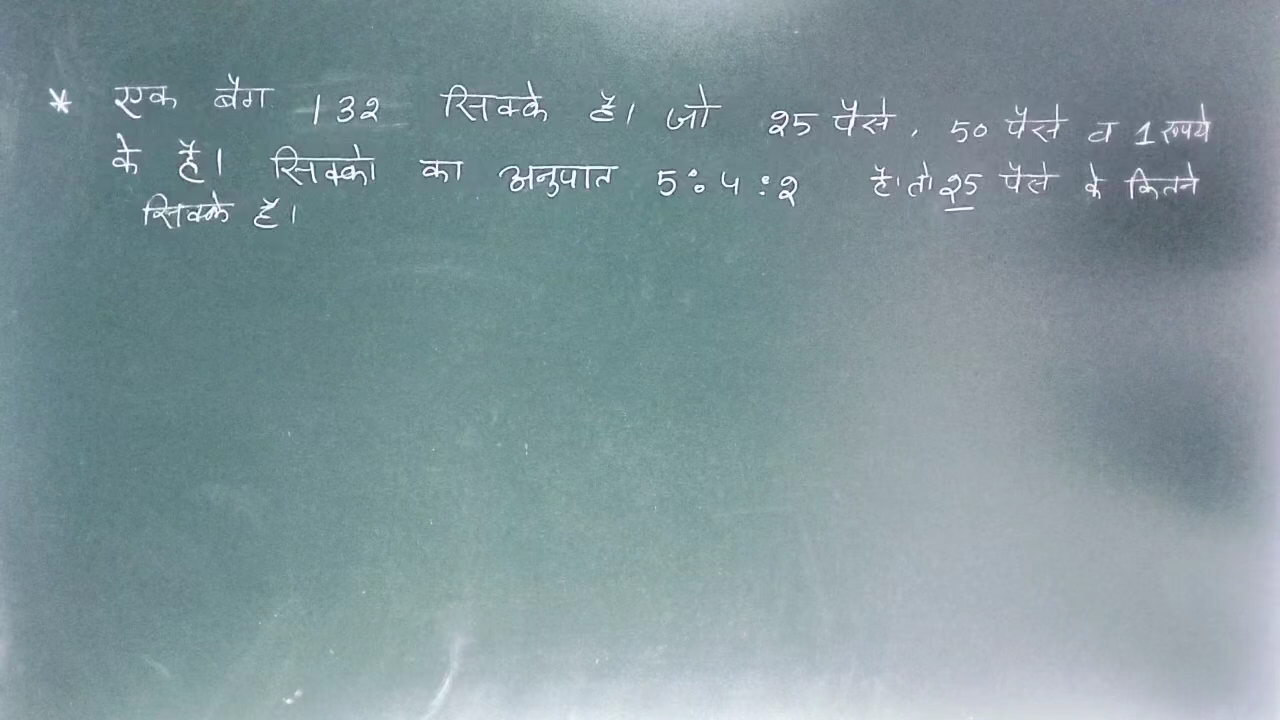 * एक बैग 132 सिक्के है। जो 25 पैसे, 50 पैसे व 1 रुपये
के है। सिक्को का अनुपात 5:4:2 है। तो 25 पैसे के कितने
सिक्के है।